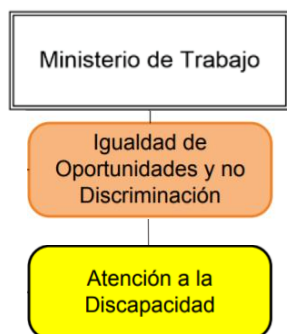 Ministerio de Trabajo
Igualdad de
Oportunidades y no
Discriminación
Atención a la
Discapacidad